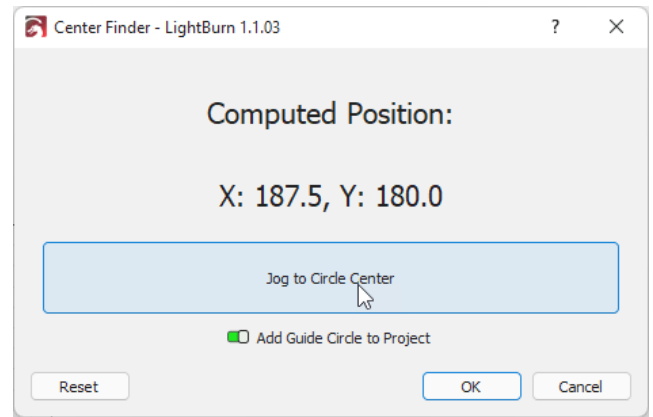 Center Finder - LightBurn 1.1.03
?
Computed Position:
X: 187.5, Y: 180.0
Jog to Circle Center
Add Guide Circle to Project
Reset
OK
Cancel